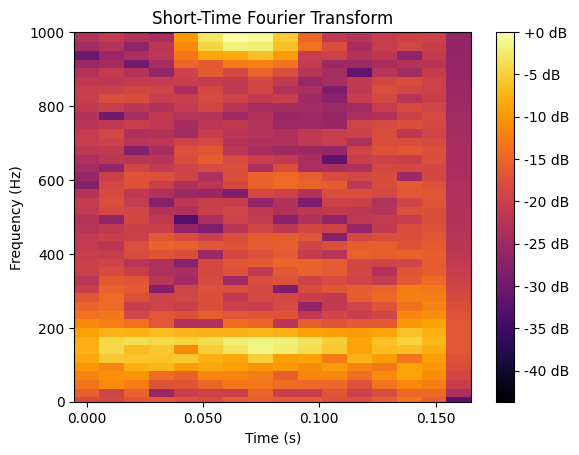 Short-Time Fourier Transform
1000
800
600
400
200
0
Frequency (Hz)
0.000
0.050
0.100
0.150
Time (s)
+0 dB
-5 dB
-10 dB
-15 dB
-20 dB
-25 dB
-30 dB
-35 dB
-40 dB